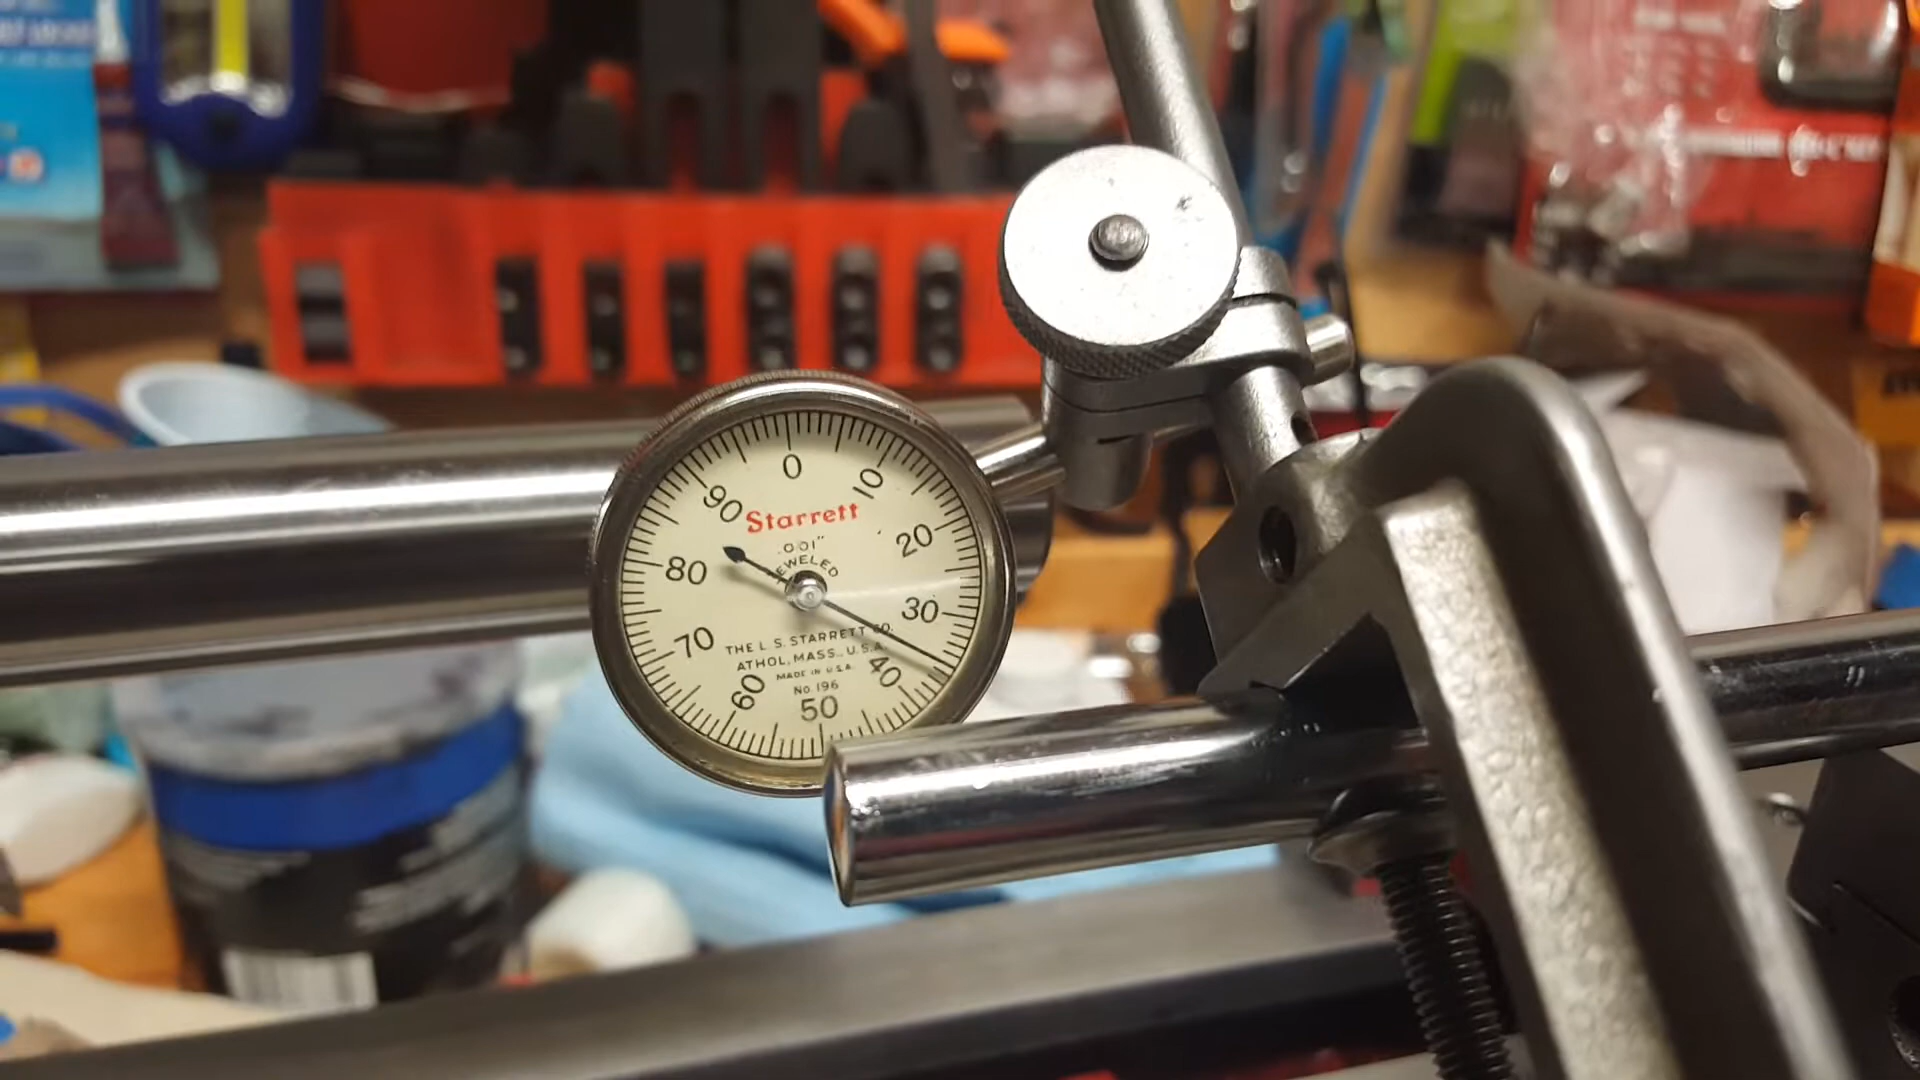 0
10
20
30
40
50
60
70
80
90
Starrett
.001"
JEWELED
THE L. S. STARRETT CO.
ATHOL, MASS., U.S.A.
MADE IN U.S.A.
No. 196